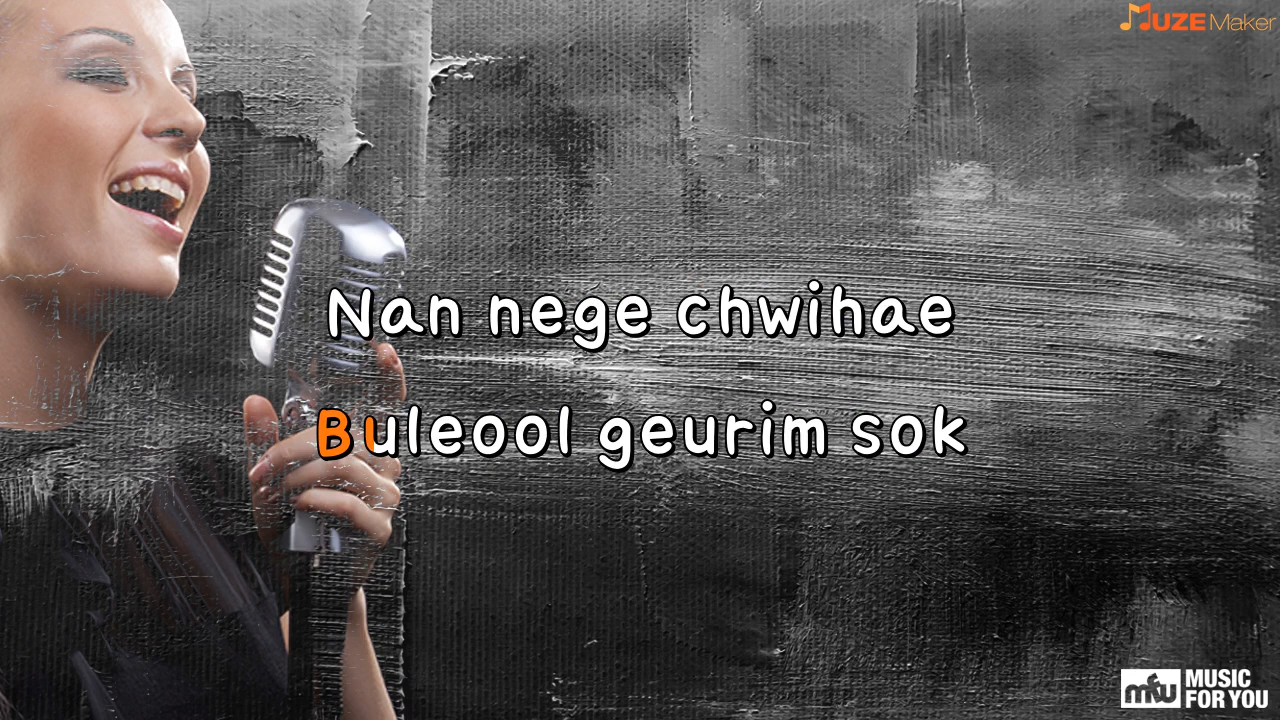 MUZE Maker
Nan nege chwihae
Buleool geurim sok
mfu MUSIC
FOR YOU